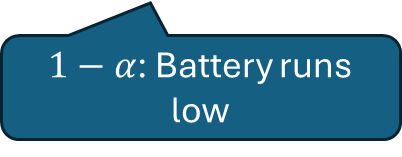 1 − α: Battery runs
low